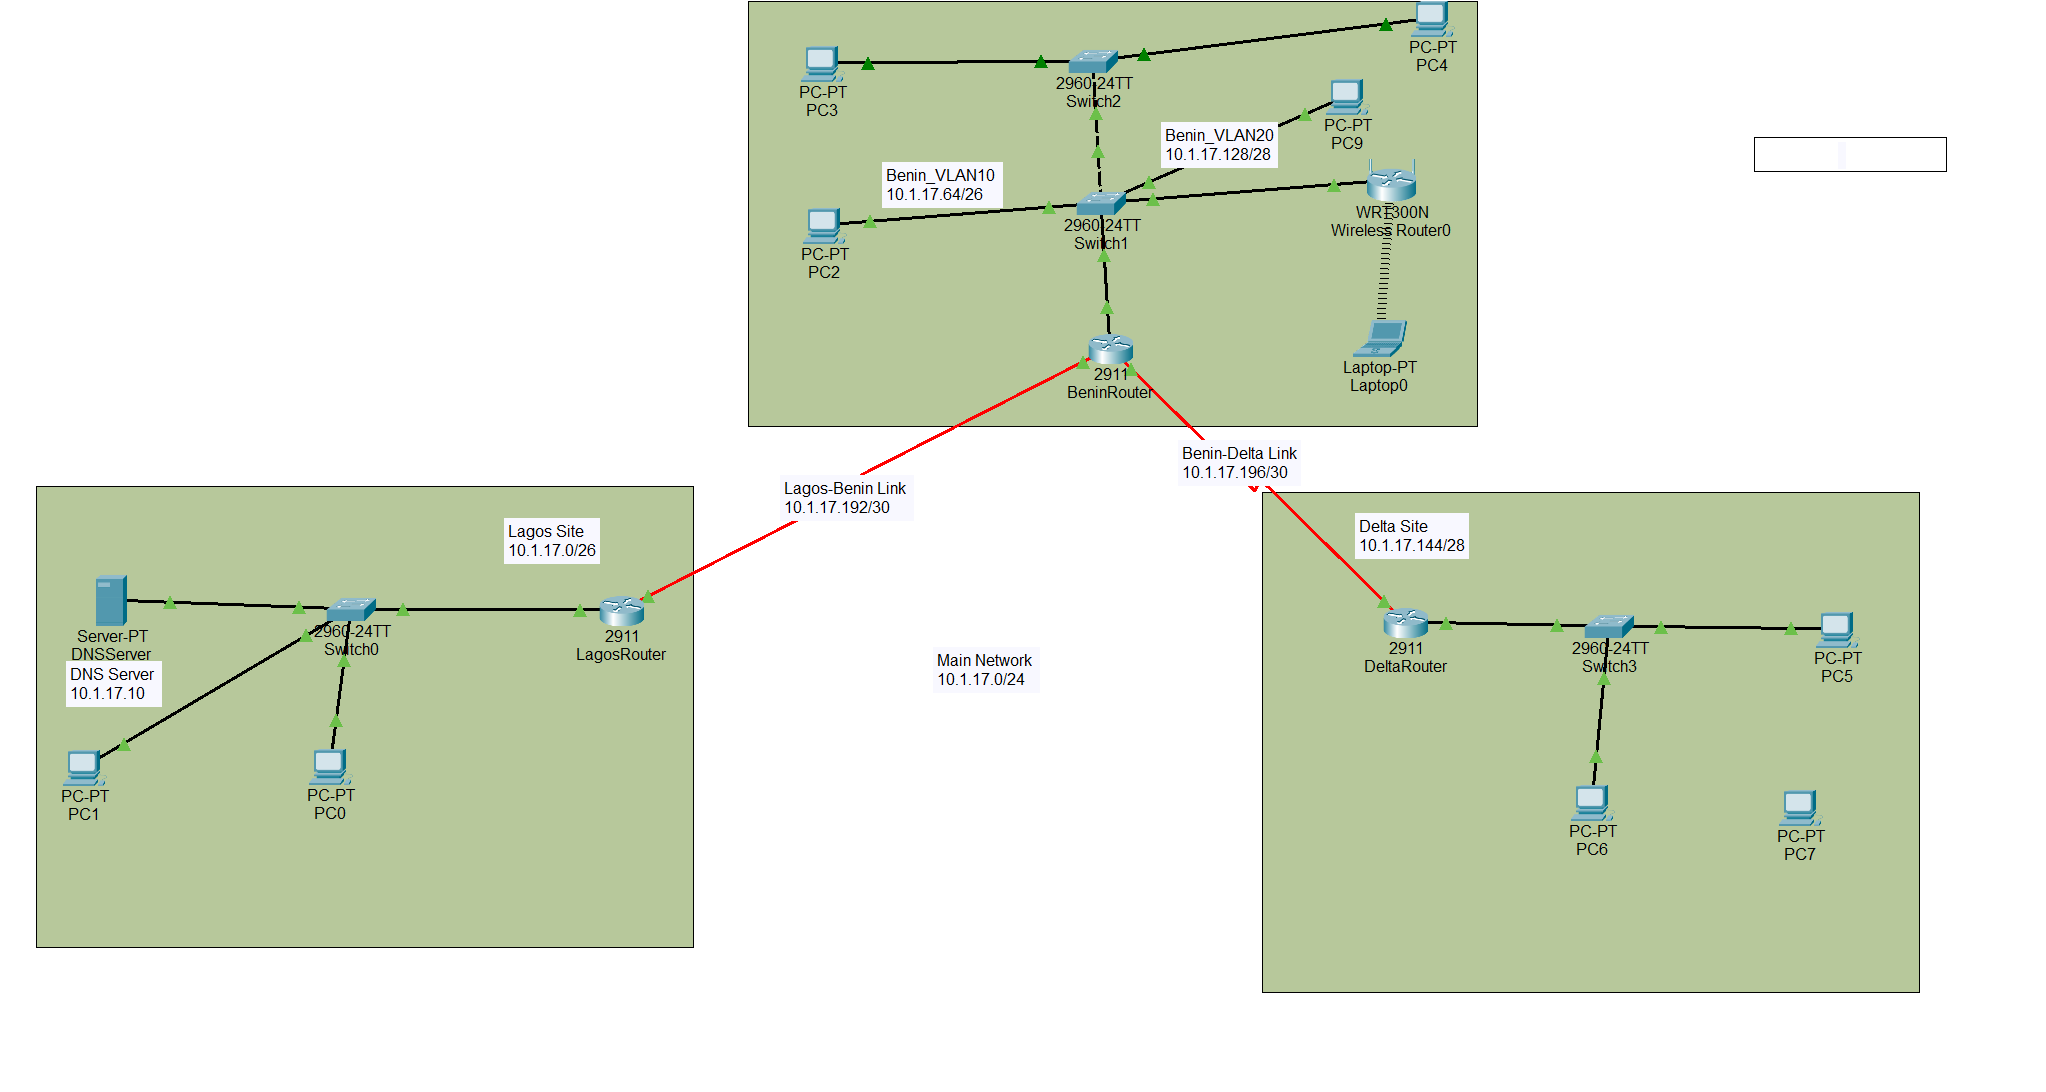 PC-PT
PC3
2960-24TT
Switch2
PC-PT
PC4
PC-PT
PC9
Benin_VLAN20
10.1.17.128/28
Benin_VLAN10
10.1.17.64/26
PC-PT
PC2
2960-24TT
Switch1
WRT300N
Wireless Router0
Laptop-PT
Laptop0
2911
BeninRouter
Lagos-Benin Link
10.1.17.192/30
Benin-Delta Link
10.1.17.196/30
Lagos Site
10.1.17.0/26
Server-PT
DNSServer
DNS Server
10.1.17.10
2960-24TT
Switch0
2911
LagosRouter
PC-PT
PC1
PC-PT
PC0
Main Network
10.1.17.0/24
Delta Site
10.1.17.144/28
2911
DeltaRouter
2960-24TT
Switch3
PC-PT
PC5
PC-PT
PC6
PC-PT
PC7